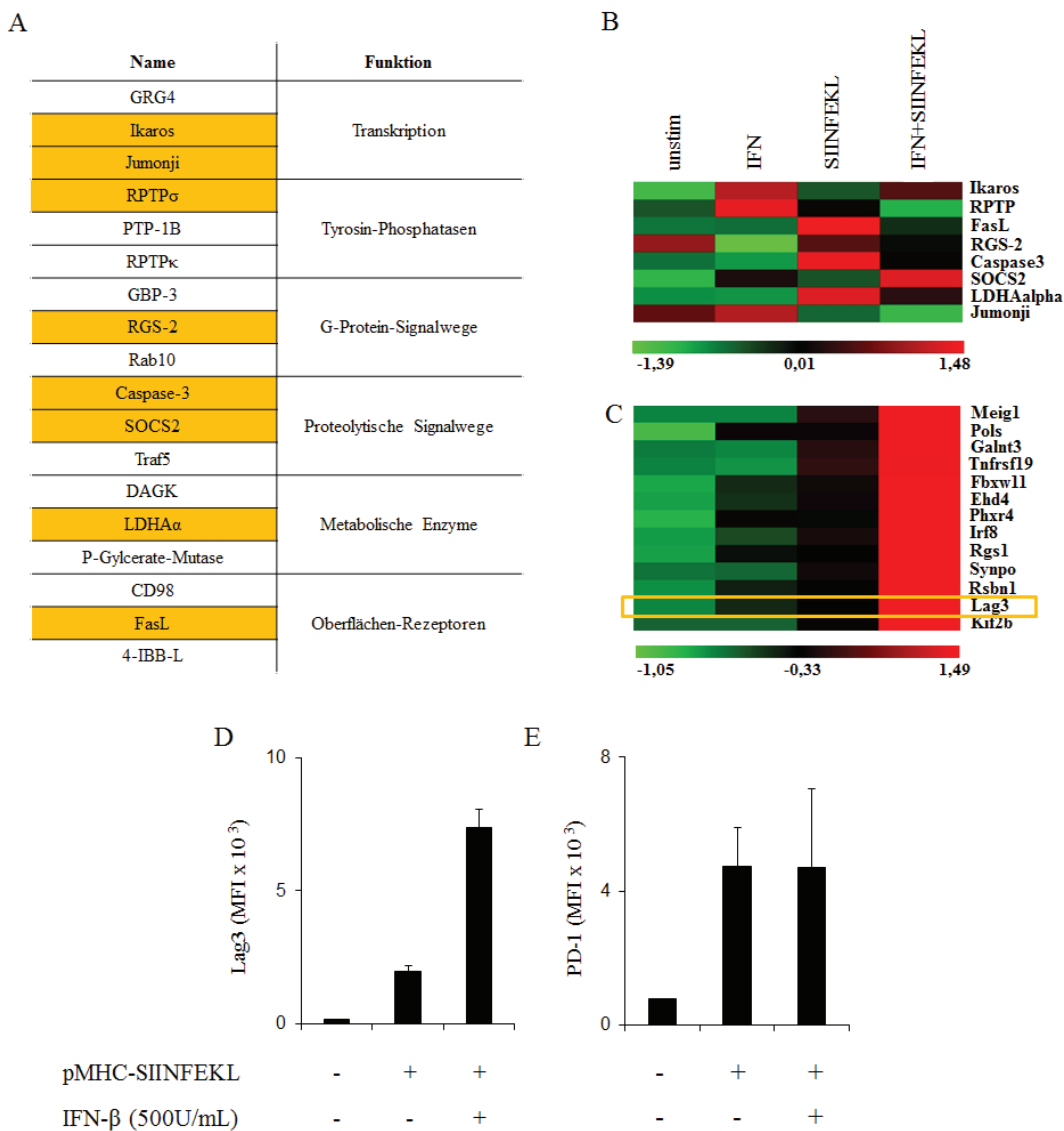 A
Name Funktion
GRG4
Ikaros
Jumonji
Transkription
RPTPσ
PTP-1B
RPTPκ
Tyrosin-Phosphatasen
GBP-3
RGS-2
Rab10
G-Protein-Signalwege
Caspase-3
SOCS2
Traf5
Proteolytische Signalwege
DAGK
LDHAα
P-Gylcerate-Mutase
Metabolische Enzyme
CD98
FasL
4-IBB-L
Oberflächen-Rezeptoren
B
unstim
IFN
SIINFEKL
IFN+SIINFEKL
Ikaros
RPTP
FasL
RGS-2
Caspase3
SOCS2
LDHAalpha
Jumonji
-1,39 0,01 1,48
C
Meig1
Pols
Galnt3
Tnfrsf19
Fbxw11
Ehd4
Phxr4
Irf8
Rgs1
Synpo
Rsbn1
Lag3
Kif2b
-1,05 -0,33 1,49
D
Lag3 (MFI x 10 3)
10
5
0
E
PD-1 (MFI x 10 3)
8
4
0
pMHC-SIINFEKL - + + - + +
IFN-β (500U/mL) - - + - - +